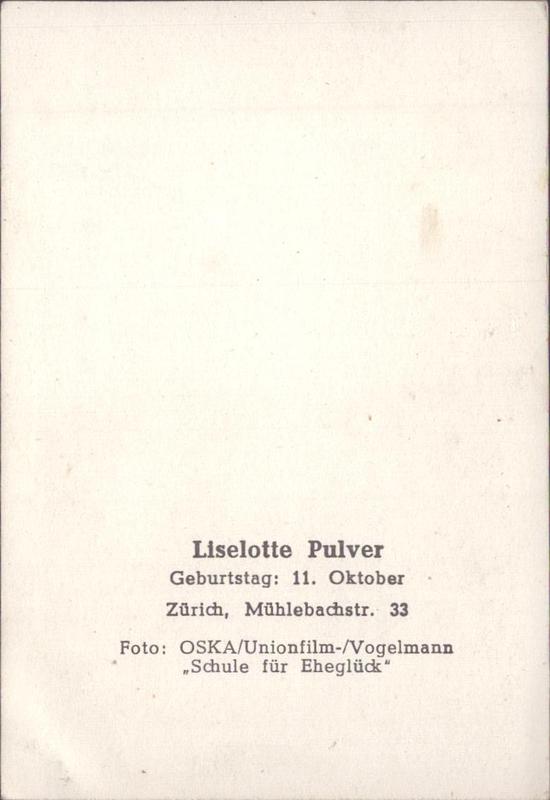 Liselotte Pulver
Geburtstag: 11. Oktober
Zürich, Mühlebachstr. 33
Foto: OSKA/Unionfilm-/Vogelmann
„Schule für Eheglück“